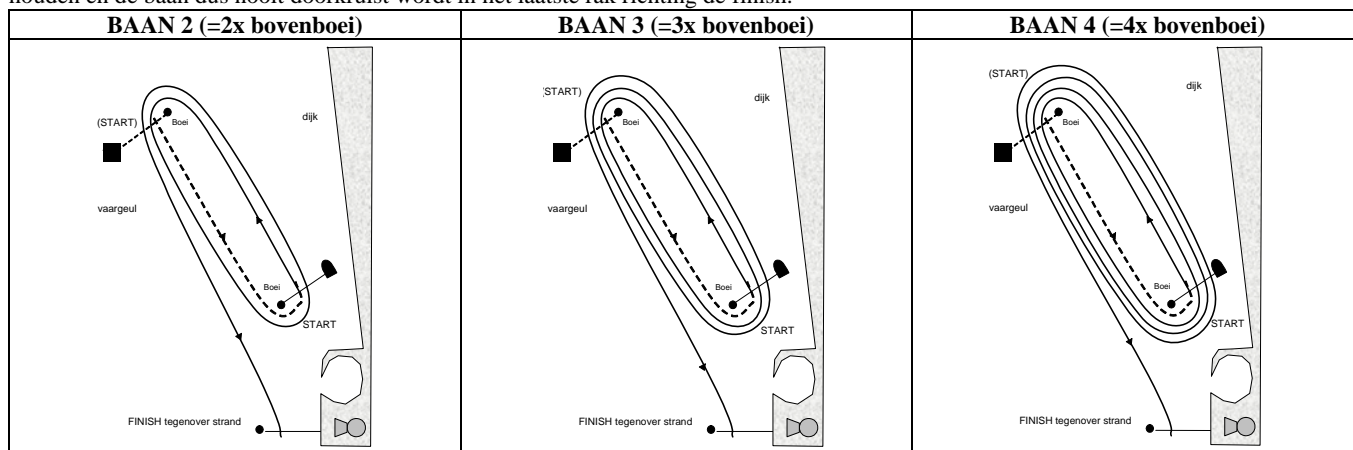 houden en de baan dus nooit doorkruist wordt in het laatste rak richting de finish.
BAAN 2 (=2x bovenboei)
BAAN 3 (=3x bovenboei)
BAAN 4 (=4x bovenboei)
(START)
Boei
dijk
vaargeul
Boei
START
FINISH tegenover strand
(START)
Boei
dijk
vaargeul
Boei
START
FINISH tegenover strand
(START)
Boei
dijk
vaargeul
Boei
START
FINISH tegenover strand